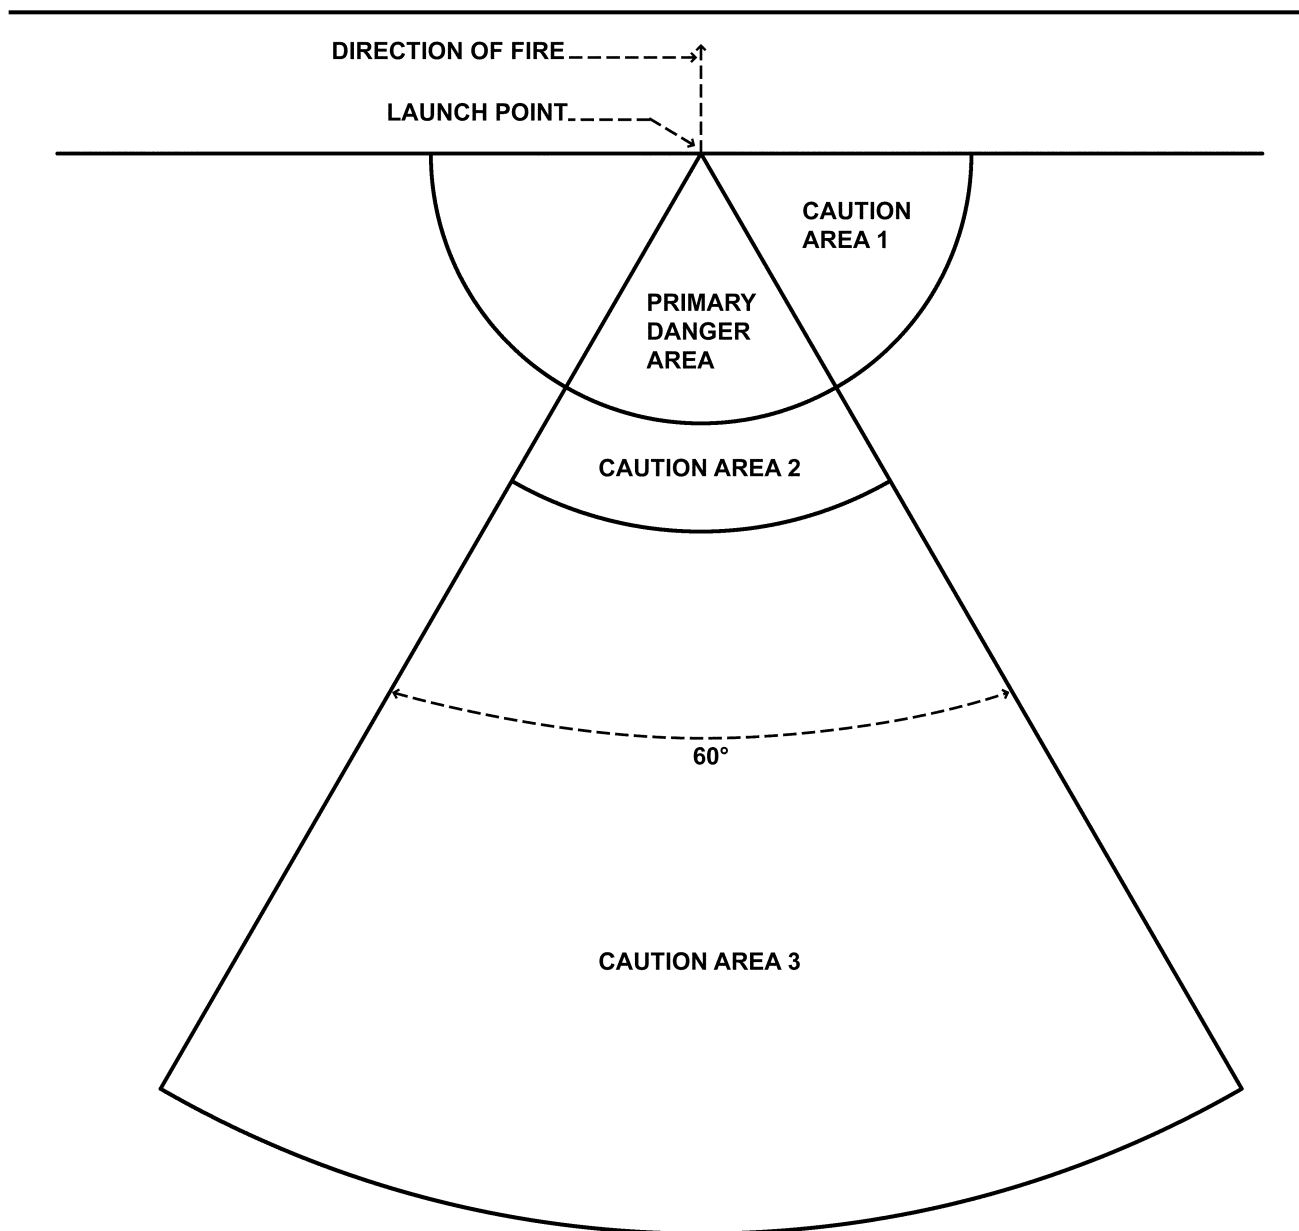 DIRECTION OF FIRE
LAUNCH POINT
CAUTION
AREA 1
PRIMARY
DANGER
AREA
CAUTION AREA 2
60°
CAUTION AREA 3